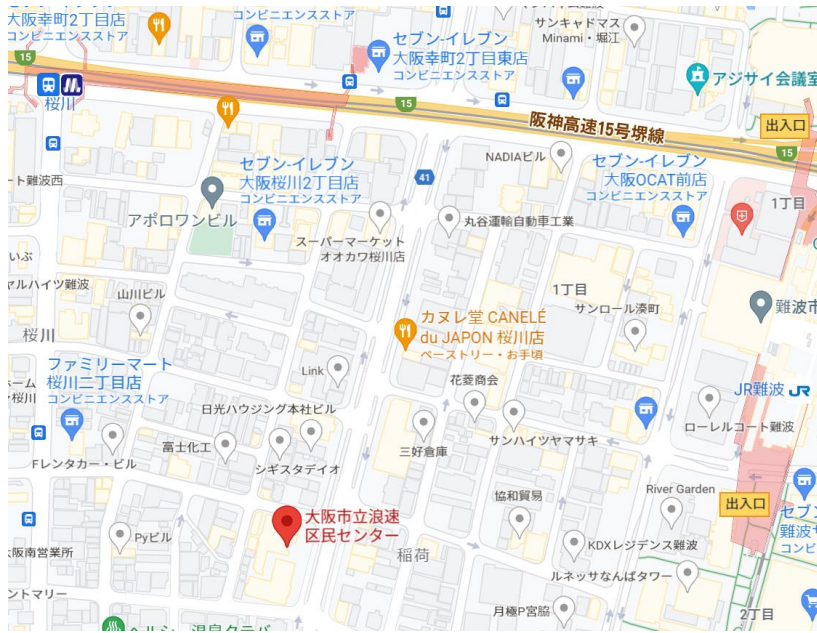 大阪幸町2丁目店
コンビニエンスストア
コンビニエンスストア
サンキャドマス
Minami・堀江
セブン-イレブン
大阪幸町2丁目東店
コンビニエンスストア
アジサイ会議室
15
桜川
15
阪神高速15号堺線
出入口
15
NADIAビル
セブン-イレブン
大阪桜川2丁目店
コンビニエンスストア
41
セブン-イレブン
大阪OCAT前店
コンビニエンスストア
ート難波西
アポロワンビル
1丁目
丸谷運輸自動車工業
スーパーマーケット
オオカワ桜川店
いぶ
ャルハイツ難波
山川ビル
1丁目
サンロール湊町
難波市
カヌレ堂 CANELÉ
du JAPON 桜川店
ペーストリー・お手頃
桜川
ファミリーマート
桜川二丁目店
コンビニエンスストア
Link
花菱商会
ホーム
ィ桜川
JR難波 JR
日光ハウジング本社ビル
ローレルコート難波
富士化工
三好倉庫
サンハイツヤマサキ
Fレンタカー・ビル
シギスタデイオ
River Garden
出入口
協和貿易
大阪市立浪速
区民センター
セブン
難波サ
コンビ
Pyビル
大阪南営業所
稲荷
KDXレジデンス難波
ルネッサなんばタワー
ントマリー
月極P宮脇
2丁目